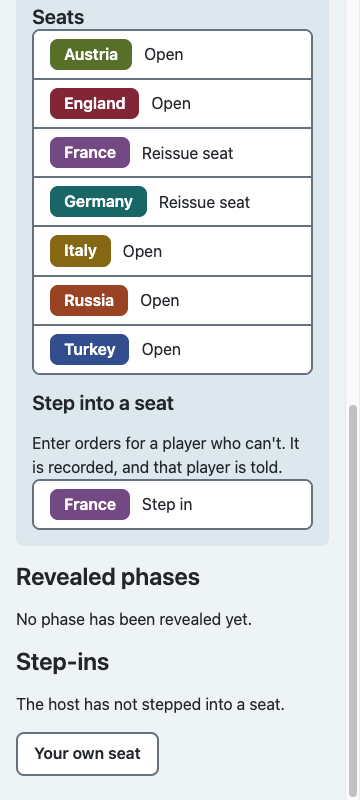 Seats
Austria Open
England Open
France Reissue seat
Germany Reissue seat
Italy Open
Russia Open
Turkey Open
Step into a seat
Enter orders for a player who can't. It
is recorded, and that player is told.
France Step in
Revealed phases
No phase has been revealed yet.
Step-ins
The host has not stepped into a seat.
Your own seat